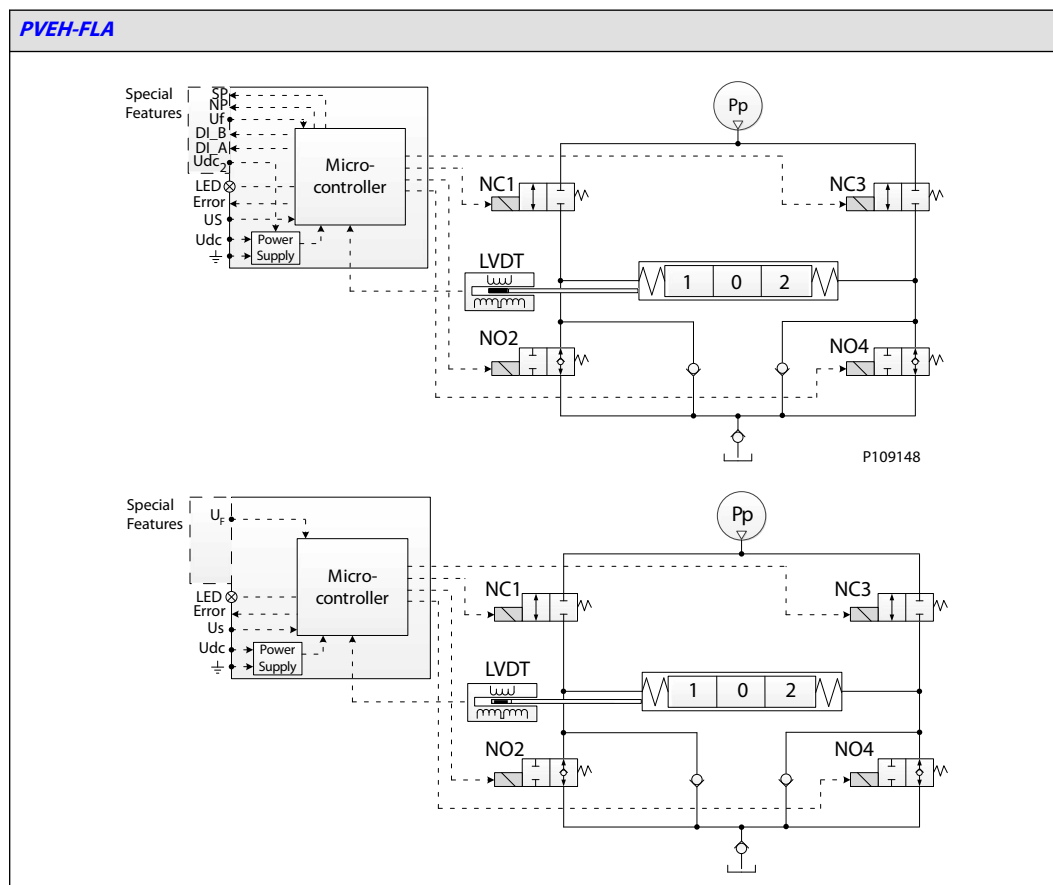 PVEH-FLA
Special
Features
SP
NP
Uf
DI_B
DI_A
Udc
2
LED
Error
US
Udc
Power
Supply
Micro-
controller
Pp
NC1
NC3
LVDT
1 0 2
NO2
NO4
P109148
Special
Features
UF
LED
Error
Us
Udc
Power
Supply
Micro-
controller
Pp
NC1
NC3
LVDT
1 0 2
NO2
NO4